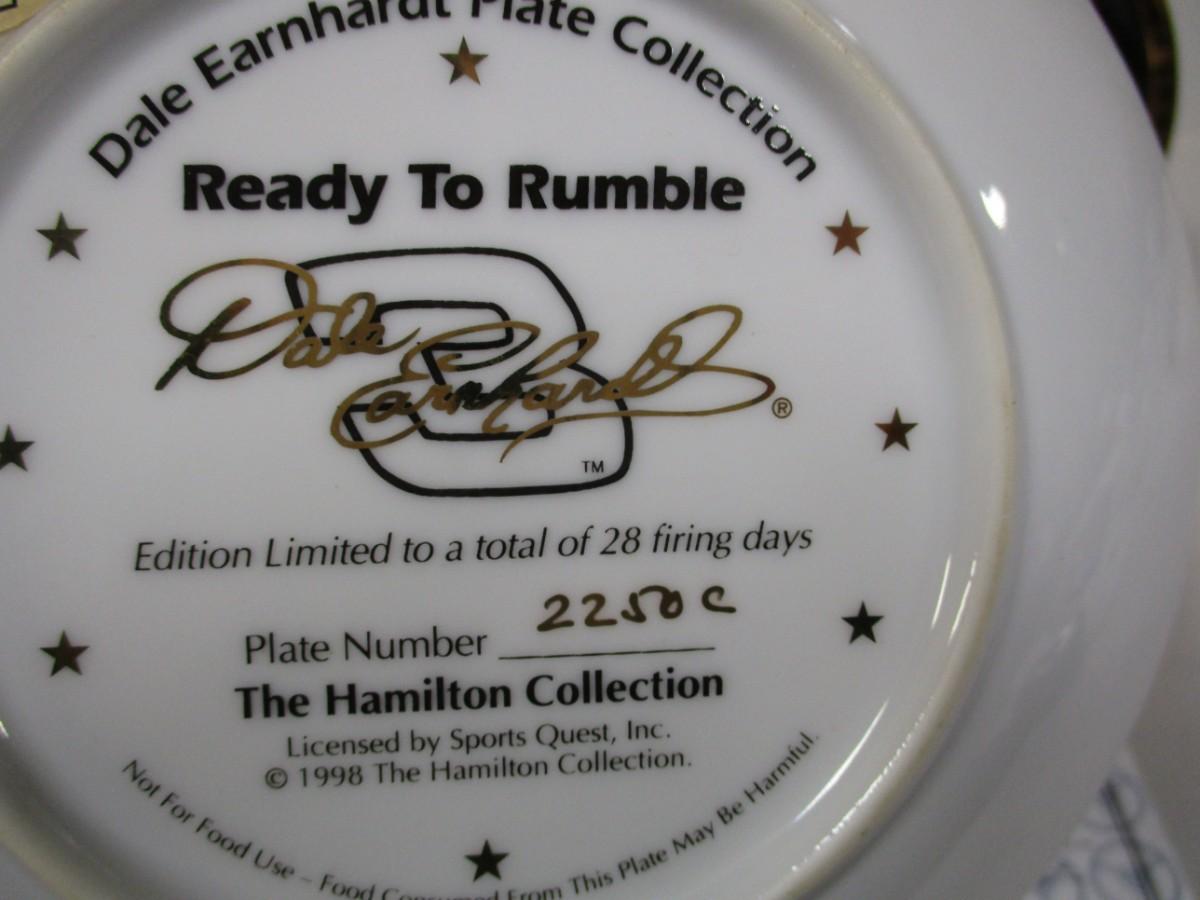 Dale Earnhardt Plate Collection
Ready To Rumble
3
Dale
Earnhardt ®
TM
Edition Limited to a total of 28 firing days
Plate Number 2250C
The Hamilton Collection
Licensed by Sports Quest, Inc.
© 1998 The Hamilton Collection.
Not For Food Use – Food Consumed From This Plate May Be Harmful.